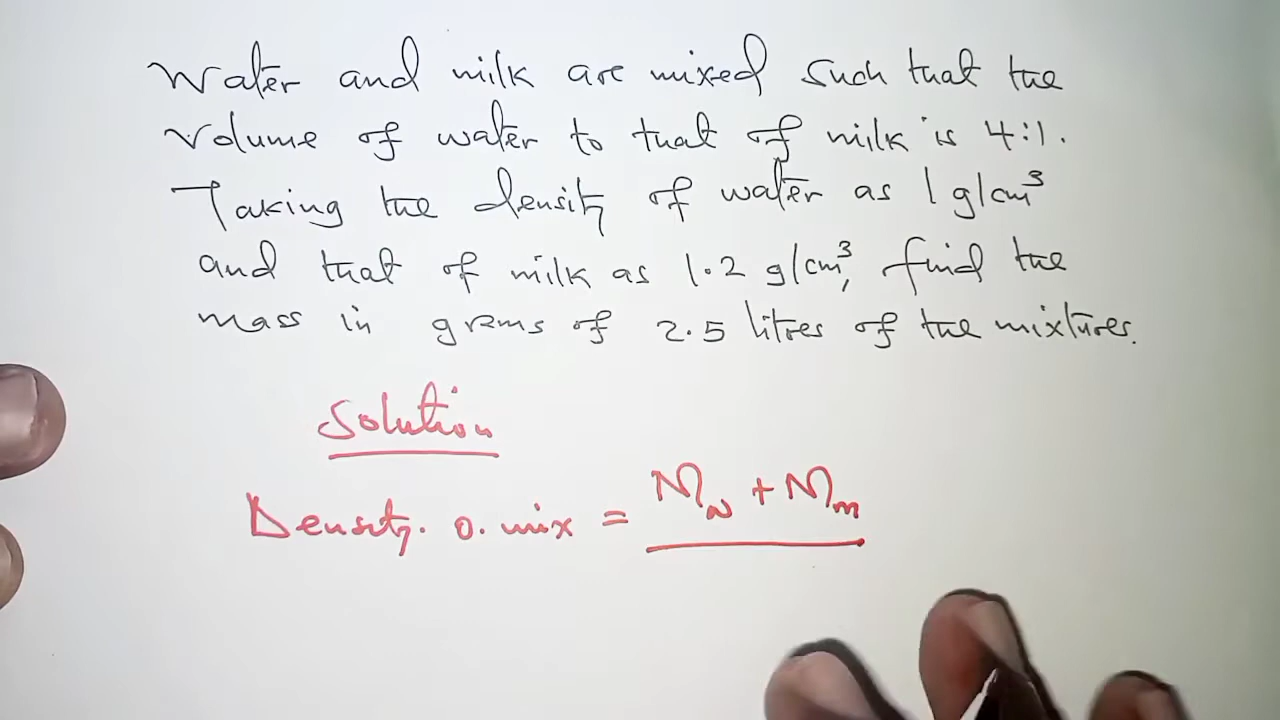 Water and milk are mixed such that the
volume of water to that of milk is 4:1.
Taking the density of water as 1 g/cm³
and that of milk as 1.2 g/cm³, find the
mass in grams of 2.5 litres of the mixtures.
Solution
Density. o. mix = Mw + Mm